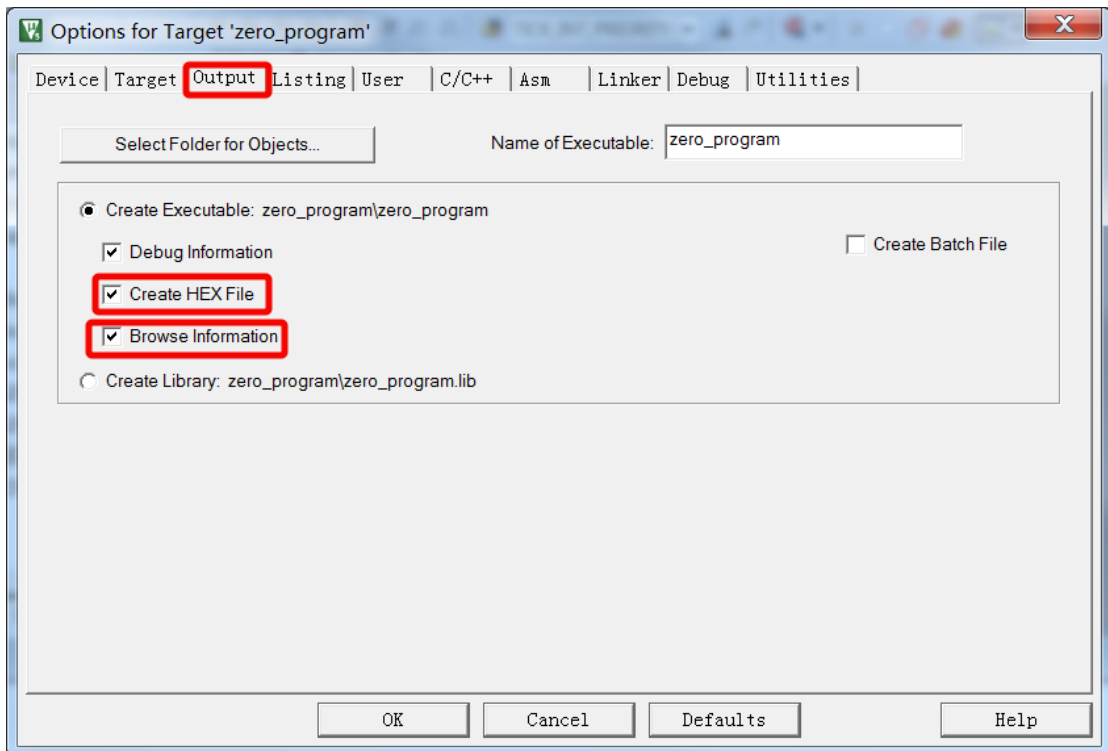 Options for Target 'zero_program'
Device Target Output Listing User C/C++ Asm Linker Debug Utilities
Select Folder for Objects... Name of Executable: zero_program
Create Executable: zero_program\zero_program
Debug Information Create Batch File
Create HEX File
Browse Information
Create Library: zero_program\zero_program.lib
OK Cancel Defaults Help